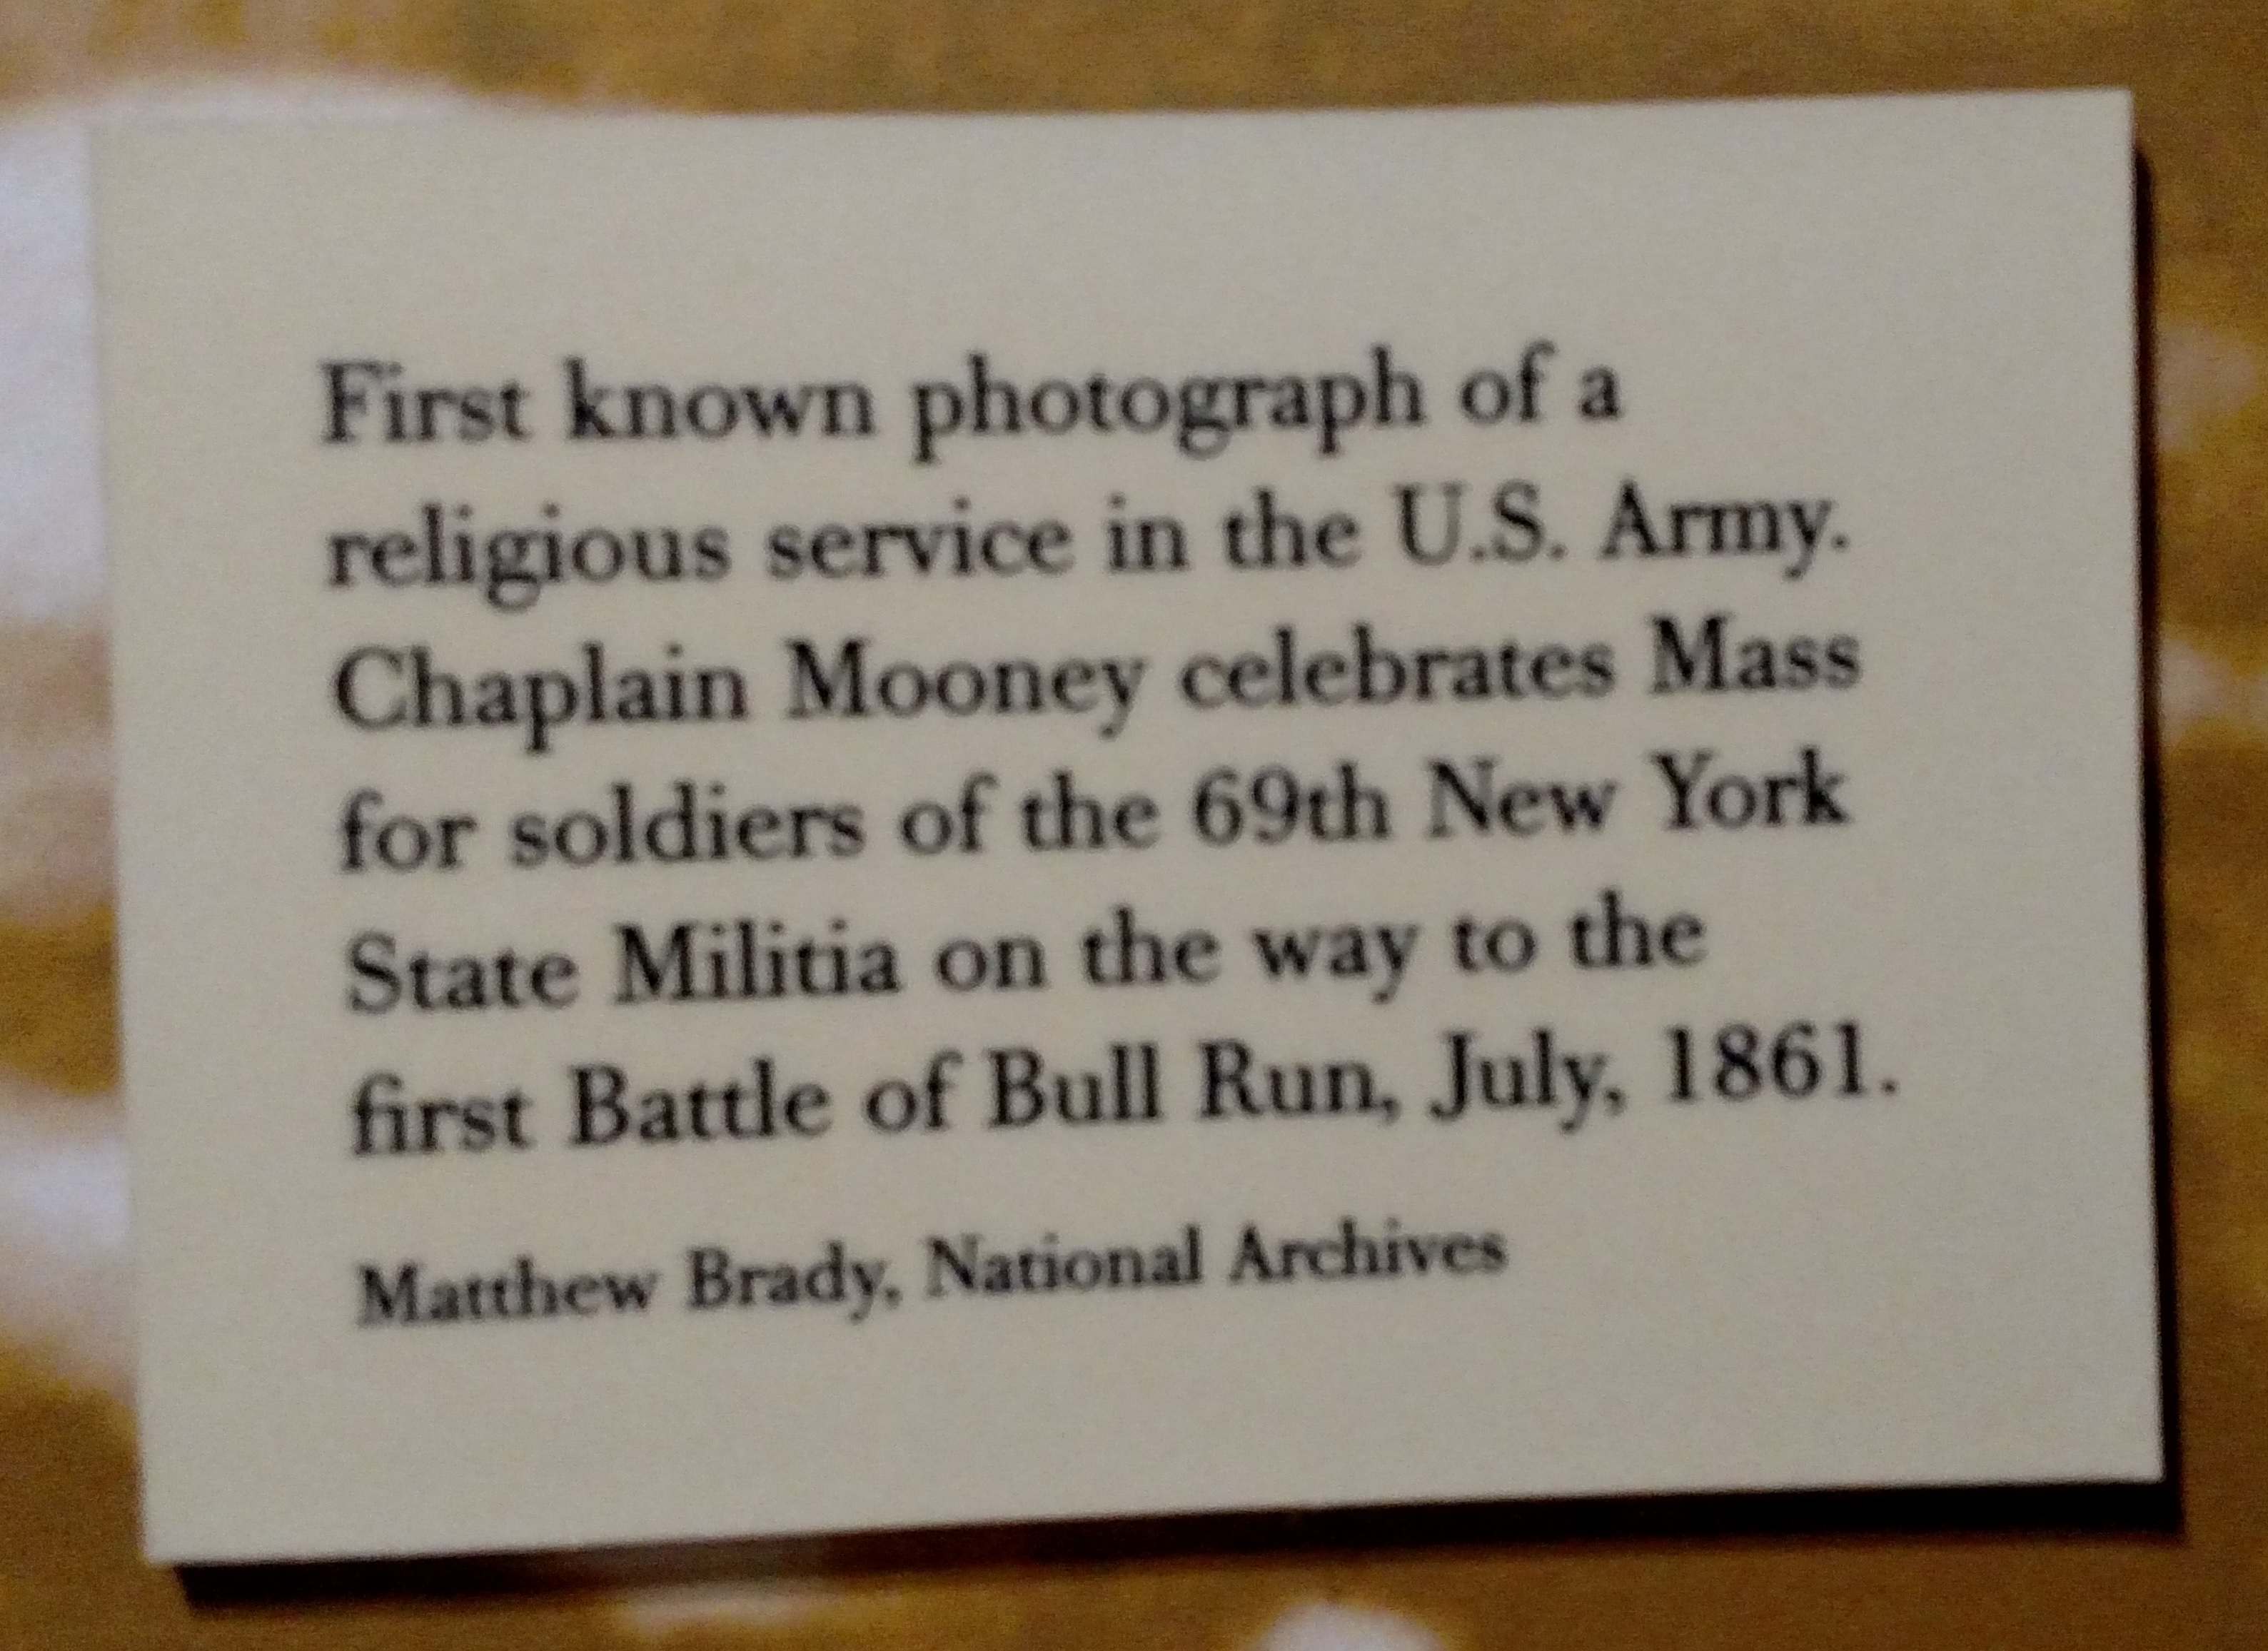 First known photograph of a
religious service in the U.S. Army.
Chaplain Mooney celebrates Mass
for soldiers of the 69th New York
State Militia on the way to the
first Battle of Bull Run, July, 1861.
Matthew Brady, National Archives